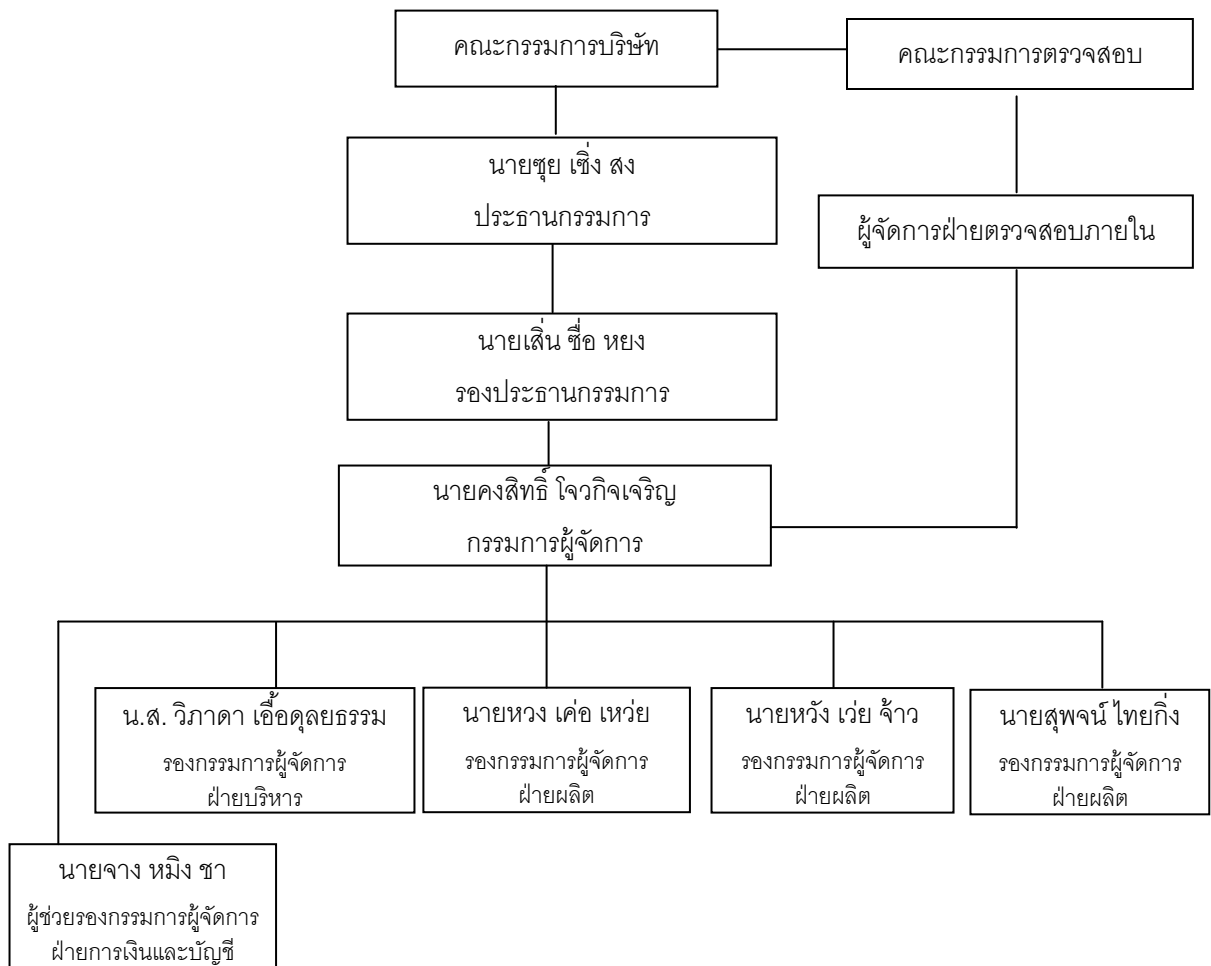 คณะกรรมการบริษัท
คณะกรรมการตรวจสอบ
นายซุย เซิ่ง สง
ประธานกรรมการ
ผู้จัดการฝ่ายตรวจสอบภายใน
นายเสิ่น ซื่อ หยง
รองประธานกรรมการ
นายคงสิทธิ์ โจวกิจเจริญ
กรรมการผู้จัดการ
น.ส. วิภาดา เอื้อดุลยธรรม
รองกรรมการผู้จัดการ
ฝ่ายบริหาร
นายหวง เค่อ เหว่ย
รองกรรมการผู้จัดการ
ฝ่ายผลิต
นายหวัง เว่ย จ้าว
รองกรรมการผู้จัดการ
ฝ่ายผลิต
นายสุพจน์ ไทยกิ่ง
รองกรรมการผู้จัดการ
ฝ่ายผลิต
นายจาง หมิง ชา
ผู้ช่วยรองกรรมการผู้จัดการ
ฝ่ายการเงินและบัญชี